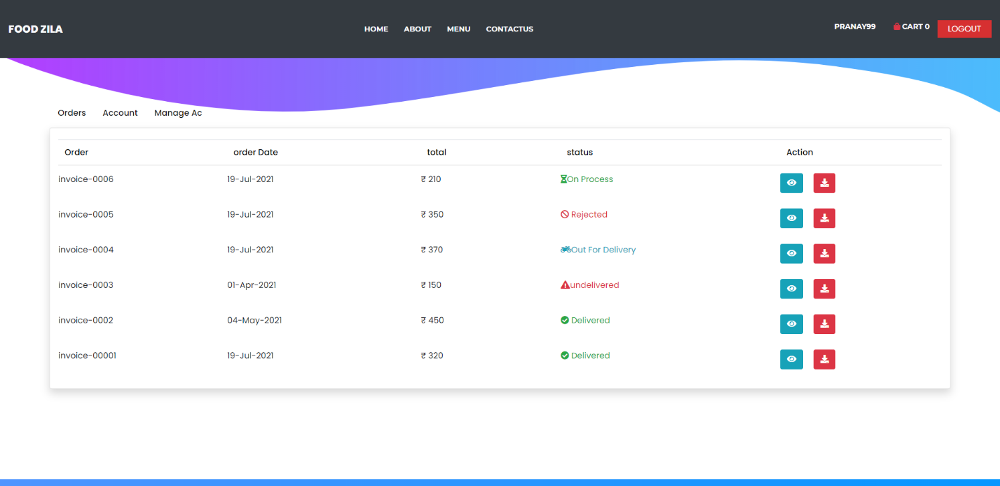 FOOD ZILA HOME ABOUT MENU CONTACTUS PRANAY99 CART 0 LOGOUT
Orders Account Manage Ac
Order order Date total status Action
invoice-0006 19-Jul-2021 ₹ 210 On Process
invoice-0005 19-Jul-2021 ₹ 350 Rejected
invoice-0004 19-Jul-2021 ₹ 370 Out For Delivery
invoice-0003 01-Apr-2021 ₹ 150 undelivered
invoice-0002 04-May-2021 ₹ 450 Delivered
invoice-00001 19-Jul-2021 ₹ 320 Delivered